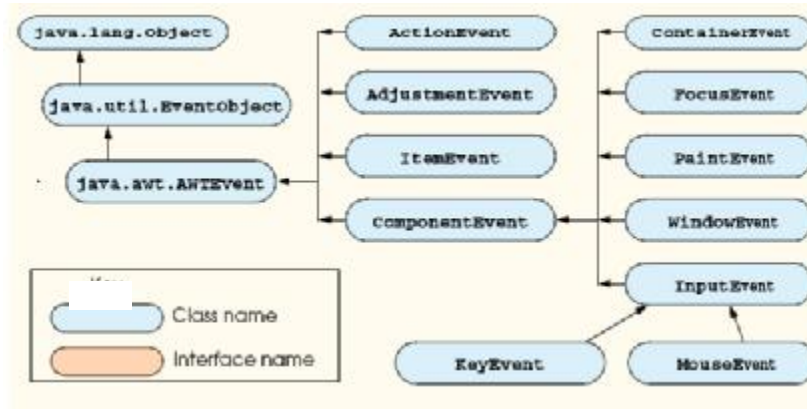 java.lang.Object
java.util.EventObject
java.awt.AWTEvent
ActionEvent
AdjustmentEvent
ItemEvent
ComponentEvent
ContainerEvent
FocusEvent
PaintEvent
WindowEvent
InputEvent
KeyEvent
MouseEvent
Class name
Interface name